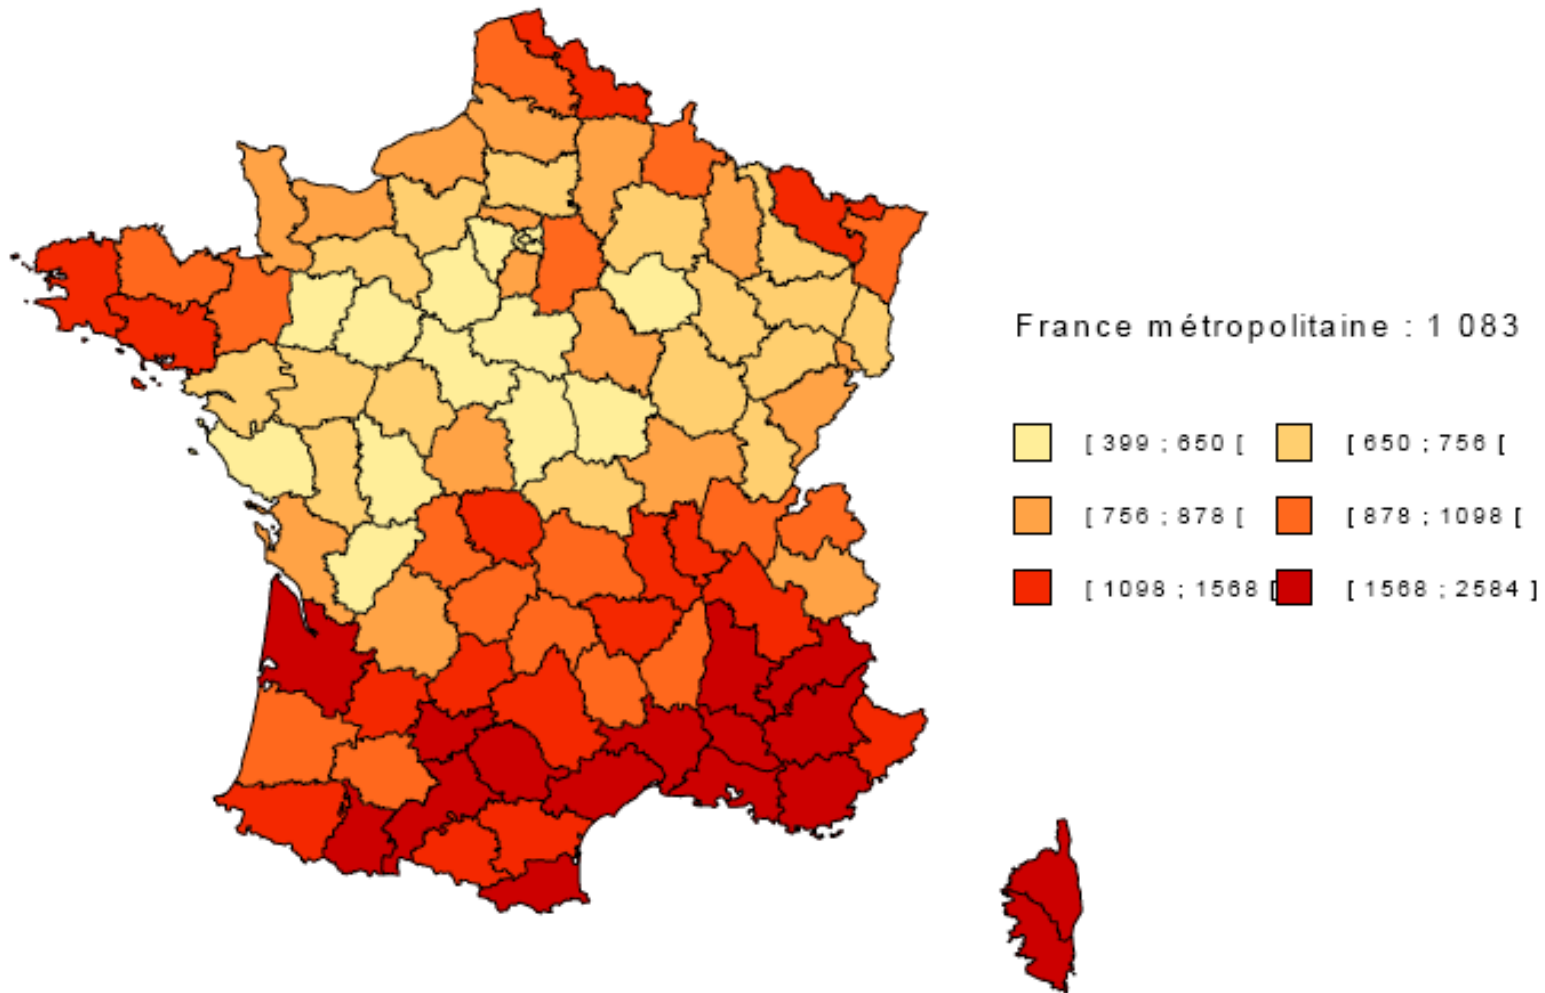 France métropolitaine : 1 083
[ 399 ; 650 [ [ 650 ; 756 [
[ 756 ; 878 [ [ 878 ; 1098 [
[ 1098 ; 1568 [ [ 1568 ; 2584 ]